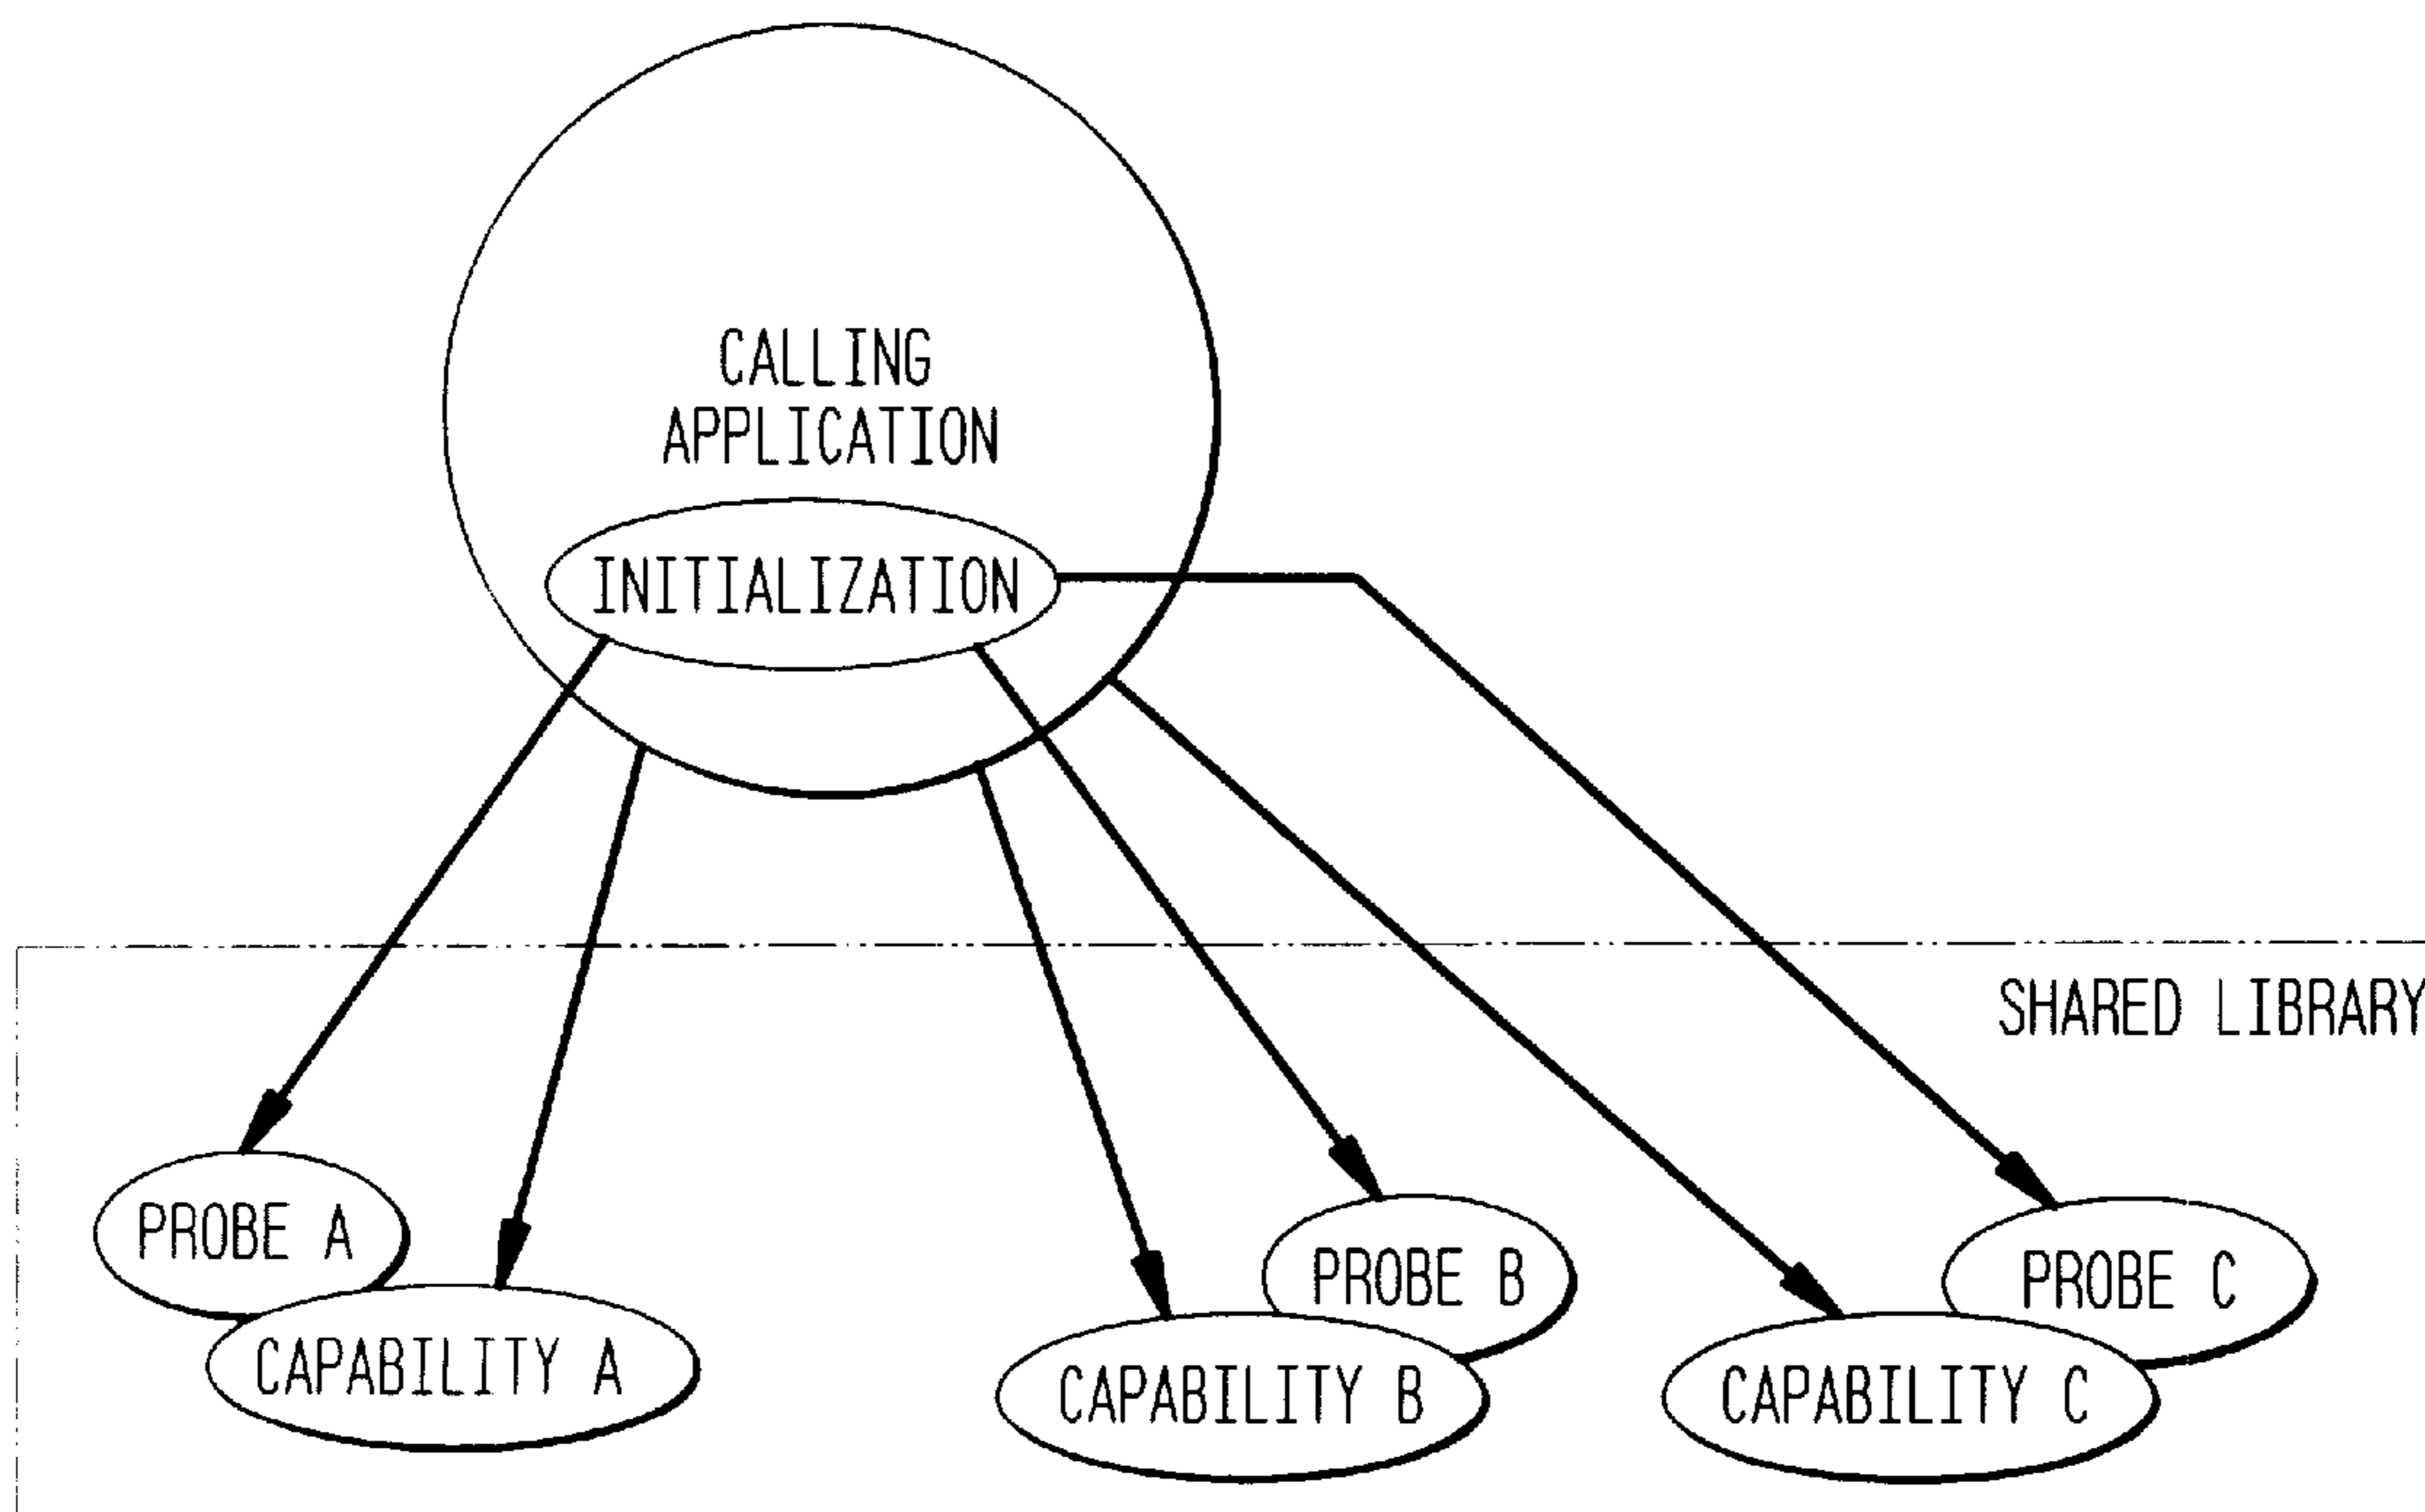 CALLING
APPLICATION
INITIALIZATION
SHARED LIBRARY
PROBE A
CAPABILITY A
PROBE B
CAPABILITY B
PROBE C
CAPABILITY C